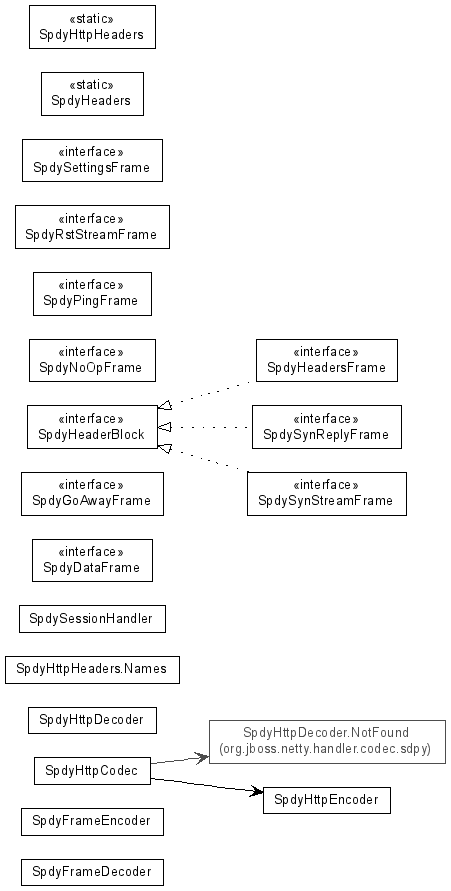 «static»
SpdyHttpHeaders
«static»
SpdyHeaders
«interface»
SpdySettingsFrame
«interface»
SpdyRstStreamFrame
«interface»
SpdyPingFrame
«interface»
SpdyNoOpFrame
«interface»
SpdyHeadersFrame
«interface»
SpdyHeaderBlock
«interface»
SpdySynReplyFrame
«interface»
SpdyGoAwayFrame
«interface»
SpdySynStreamFrame
«interface»
SpdyDataFrame
SpdySessionHandler
SpdyHttpHeaders.Names
SpdyHttpDecoder
SpdyHttpDecoder.NotFound
(org.jboss.netty.handler.codec.sdpy)
SpdyHttpCodec
SpdyHttpEncoder
SpdyFrameEncoder
SpdyFrameDecoder